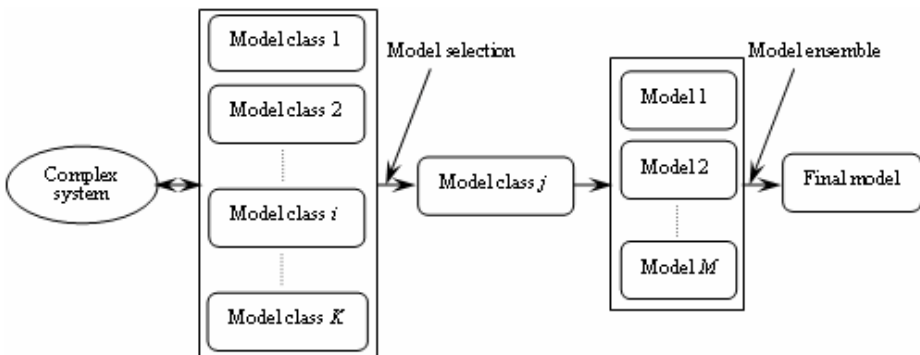 Complex
system
Model class 1
Model class 2
Model class i
Model class K
Model selection
Model class j
Model 1
Model 2
Model M
Model ensemble
Final model